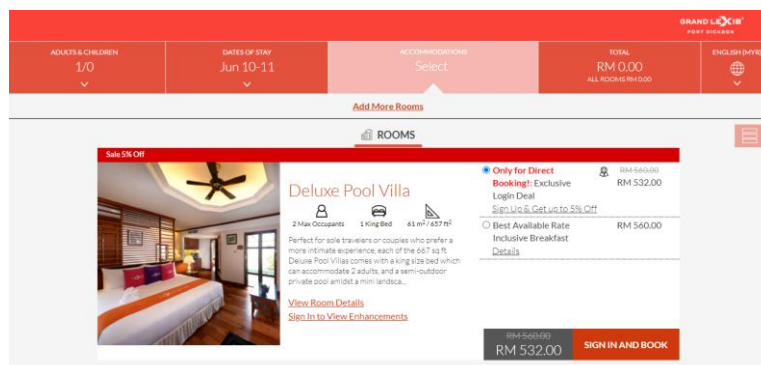 GRAND LEXIS
PORT DICKSON
ADULTS & CHILDREN
1/0
DATES OF STAY
Jun 10-11
ACCOMMODATIONS
Select
TOTAL
RM 0.00
ALL ROOMS RM 0.00
ENGLISH (MYR)
Add More Rooms
ROOMS
Sale 5% Off
Deluxe Pool Villa
2 Max Occupants
1 King Bed
61 m² / 657 ft²
Perfect for sole travelers or couples who prefer a
more intimate experience, each of the 667 sq ft
Deluxe Pool Villas comes with a king size bed which
can accommodate 2 adults, and a semi-outdoor
private pool amidst a mini landsca...
View Room Details
Sign In to View Enhancements
Only for Direct
Booking!: Exclusive
Login Deal
Sign Up & Get up to 5% Off
RM 560.00
RM 532.00
Best Available Rate
Inclusive Breakfast
Details
RM 560.00
RM 560.00
RM 532.00
SIGN IN AND BOOK